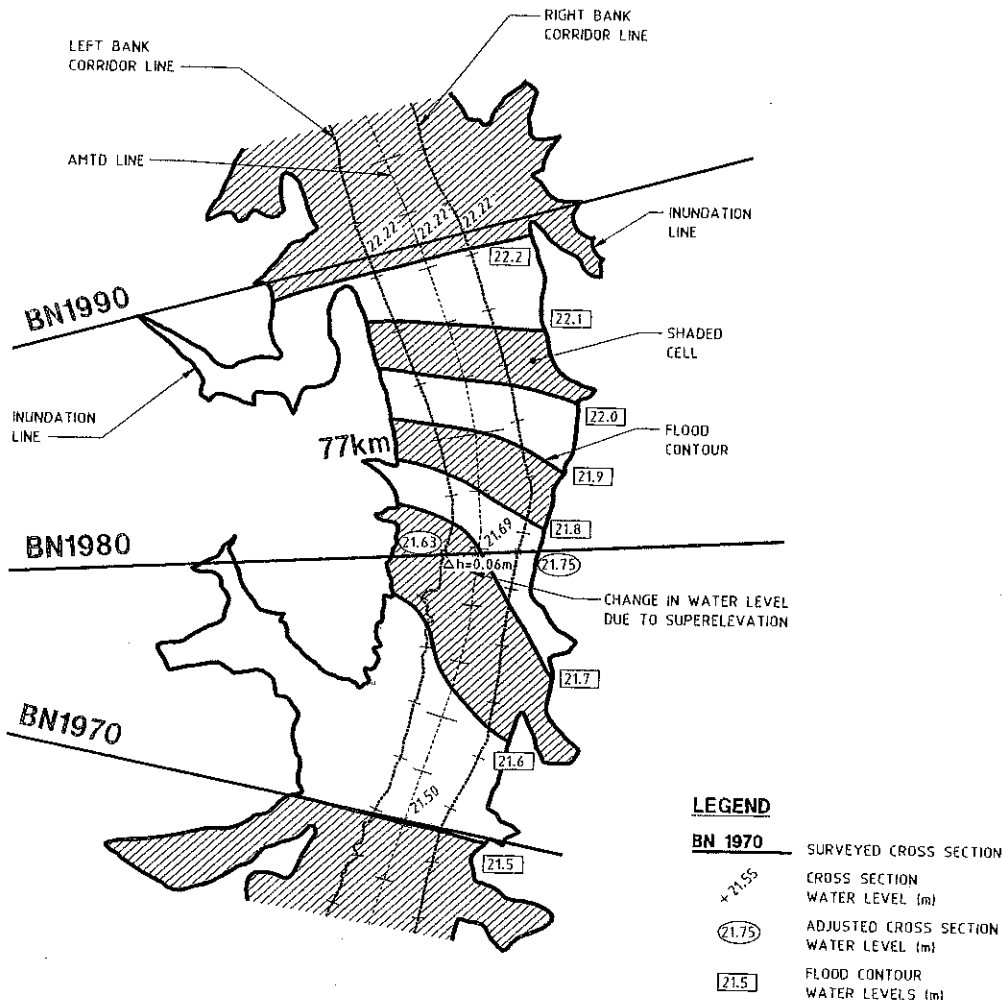 RIGHT BANK
CORRIDOR LINE
LEFT BANK
CORRIDOR LINE
AMTD LINE
22.22
22.22
22.22
INUNDATION
LINE
22.2
BN1990
22.1
SHADED
CELL
INUNDATION
LINE
22.0
77km
FLOOD
CONTOUR
21.9
21.8
21.69
21.63
BN1980
Δh=0.06m
21.75
CHANGE IN WATER LEVEL
DUE TO SUPERELEVATION
21.7
BN1970
21.6
21.50
21.5
LEGEND
BN 1970 SURVEYED CROSS SECTION
+ 21.55 CROSS SECTION
WATER LEVEL (m)
21.75 ADJUSTED CROSS SECTION
WATER LEVEL (m)
21.5 FLOOD CONTOUR
WATER LEVELS (m)